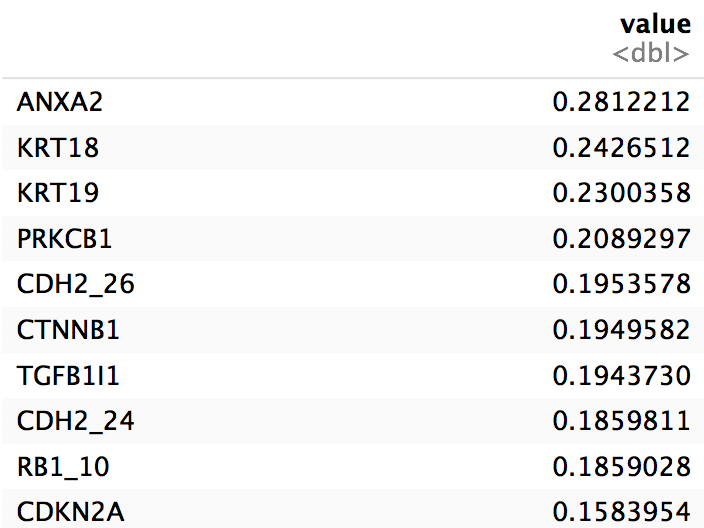 value
<dbl>
ANXA2 0.2812212
KRT18 0.2426512
KRT19 0.2300358
PRKCB1 0.2089297
CDH2_26 0.1953578
CTNNB1 0.1949582
TGFB1I1 0.1943730
CDH2_24 0.1859811
RB1_10 0.1859028
CDKN2A 0.1583954